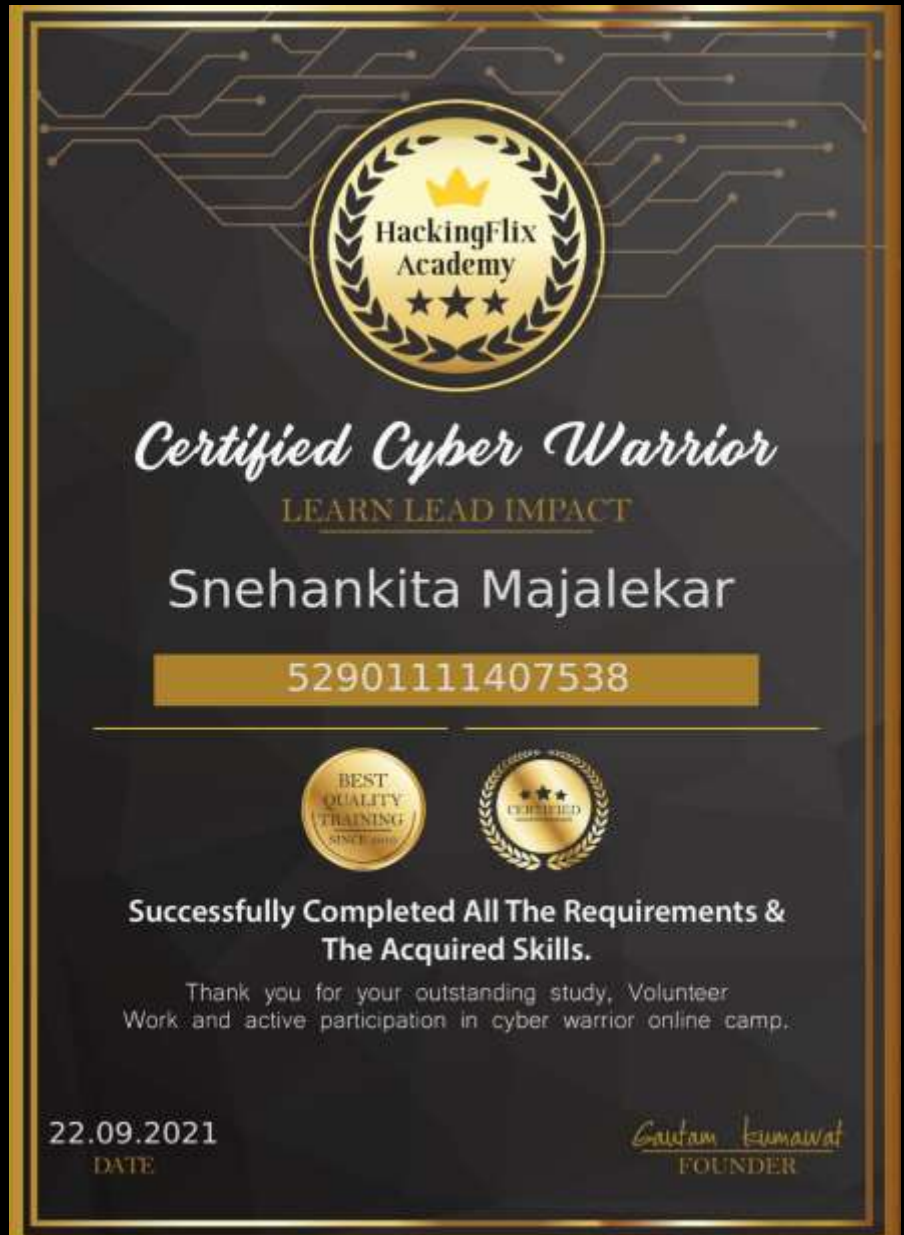 HackingFlix
Academy
Certified Cyber Warrior
LEARN LEAD IMPACT
Snehankita Majalekar
52901111407538
BEST
QUALITY
TRAINING
SINCE
CERTIFIED
Successfully Completed All The Requirements &
The Acquired Skills.
Thank you for your outstanding study, Volunteer
Work and active participation in cyber warrior online camp.
22.09.2021
DATE
Gautam kumawat
FOUNDER